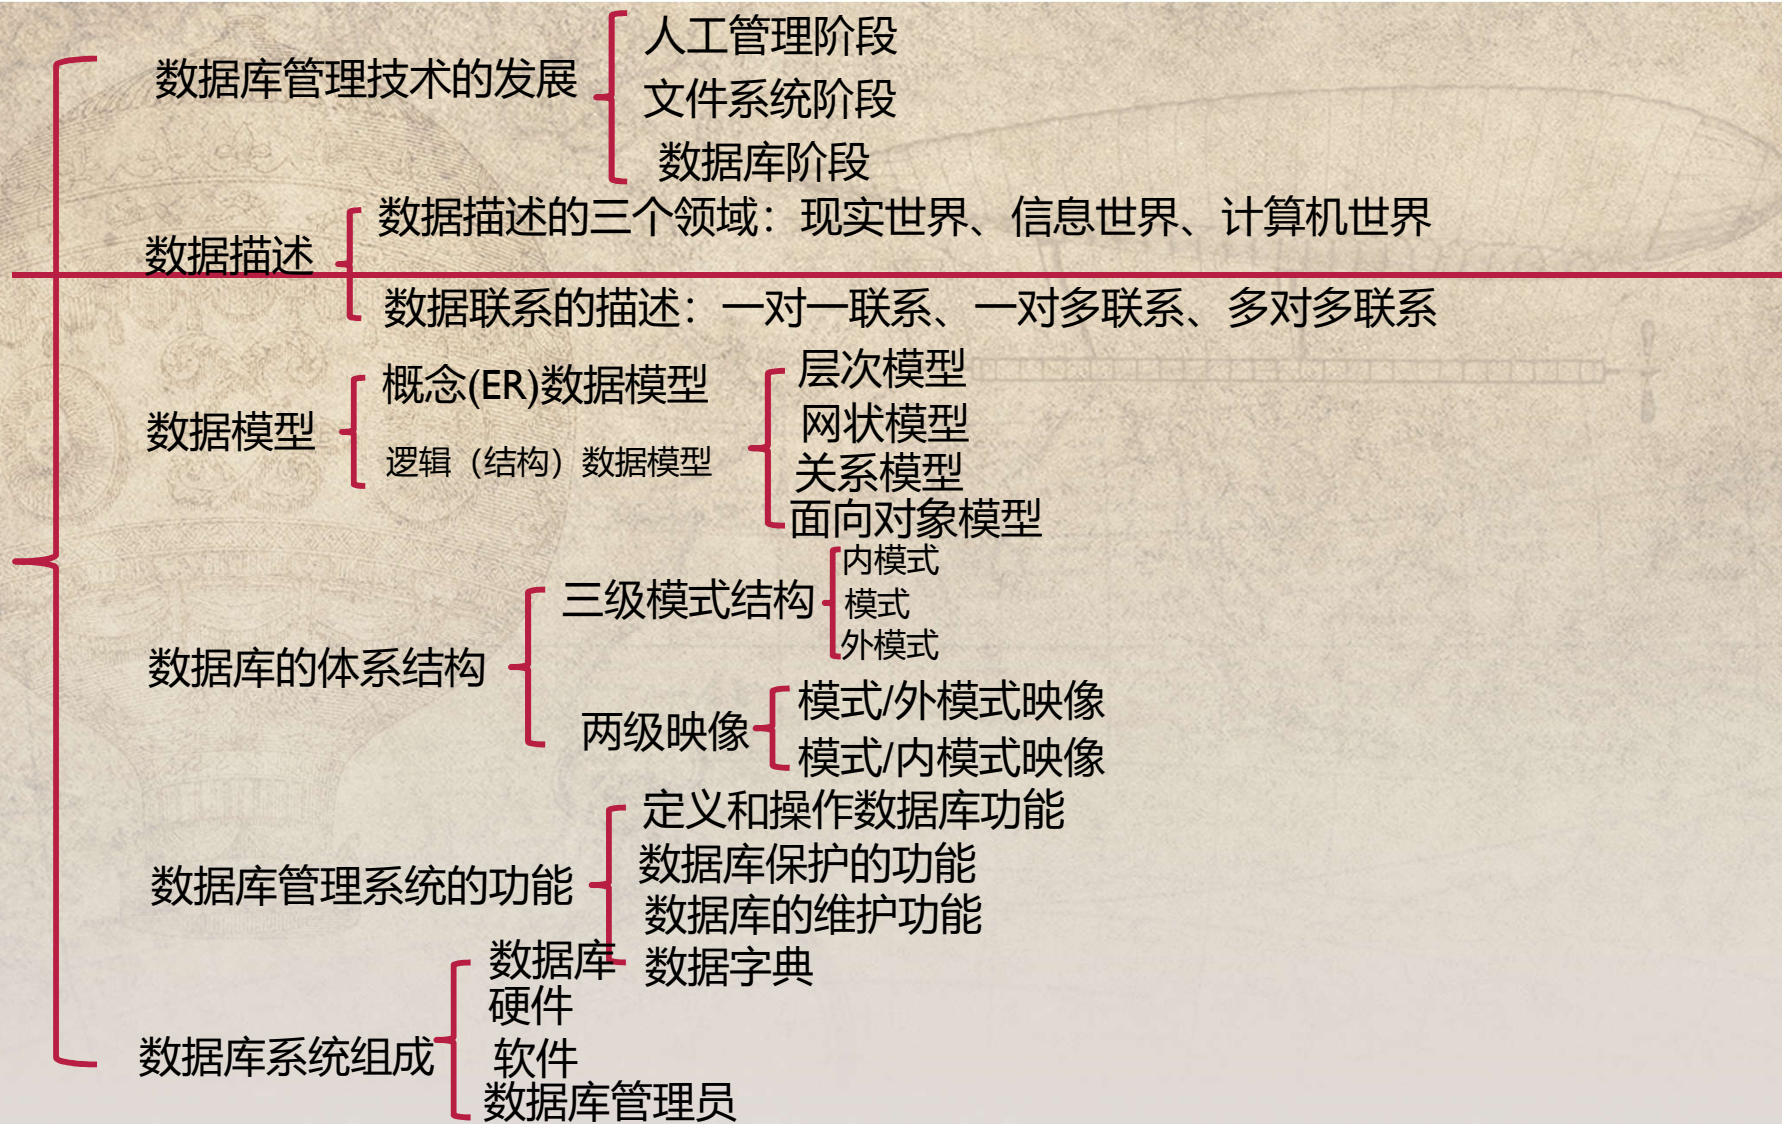 数据库管理技术的发展
人工管理阶段
文件系统阶段
数据库阶段
数据描述
数据描述的三个领域：现实世界、信息世界、计算机世界
数据联系的描述：一对一联系、一对多联系、多对多联系
数据模型
概念(ER)数据模型
逻辑（结构）数据模型
层次模型
网状模型
关系模型
面向对象模型
数据库的体系结构
三级模式结构
内模式
模式
外模式
两级映像
模式/外模式映像
模式/内模式映像
数据库管理系统的功能
定义和操作数据库功能
数据库保护的功能
数据库的维护功能
数据字典
数据库系统组成
数据库
硬件
软件
数据库管理员